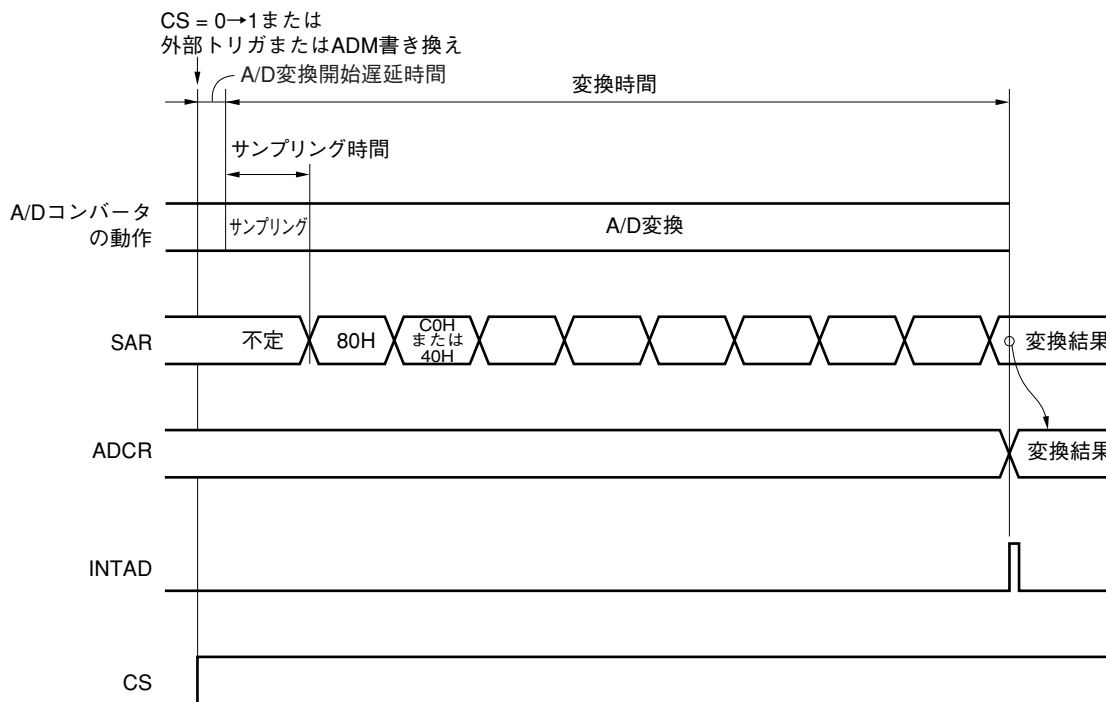 CS = 0→1または
外部トリガまたはADM書き換え
A/D変換開始遅延時間
変換時間
サンプリング時間
A/Dコンバータ
の動作
サンプリング
A/D変換
SAR
不定
80H
C0H
または
40H
変換結果
ADCR
変換結果
INTAD
CS